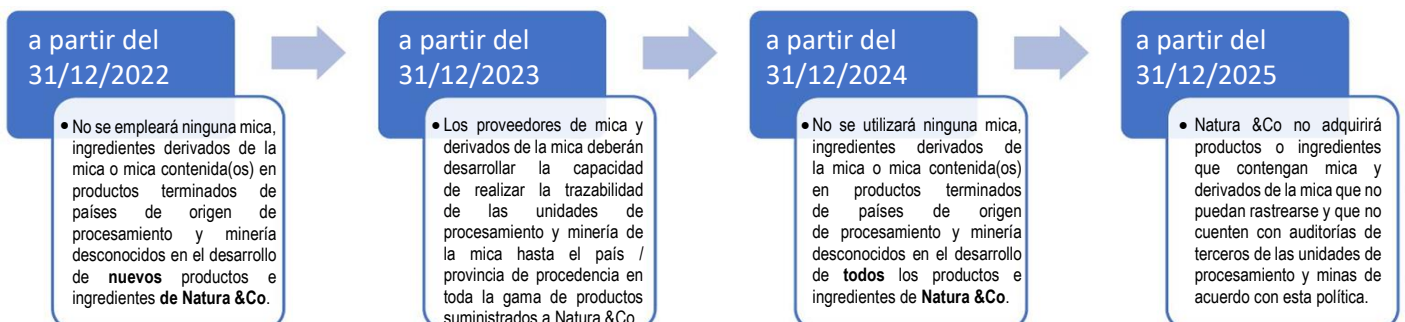 a partir del
31/12/2022
• No se empleará ninguna mica,
ingredientes derivados de la
mica o mica contenida(os) en
productos terminados de
países de origen de
procesamiento y minería
desconocidos en el desarrollo
de nuevos productos e
ingredientes de Natura &Co.
a partir del
31/12/2023
• Los proveedores de mica y
derivados de la mica deberán
desarrollar la capacidad
de realizar la trazabilidad
de las unidades de
procesamiento y minería de
la mica hasta el país /
provincia de procedencia en
toda la gama de productos
suministrados a Natura &Co
a partir del
31/12/2024
• No se utilizará ninguna mica,
ingredientes derivados de
la mica o mica contenida(os)
en productos terminados
de países de origen
de procesamiento y minería
desconocidos en el desarrollo
de todos los productos e
ingredientes de Natura &Co.
a partir del
31/12/2025
• Natura &Co no adquirirá
productos o ingredientes
que contengan mica y
derivados de la mica que no
puedan rastrearse y que no
cuenten con auditorías de
terceros de las unidades de
procesamiento y minas de
acuerdo con esta política.